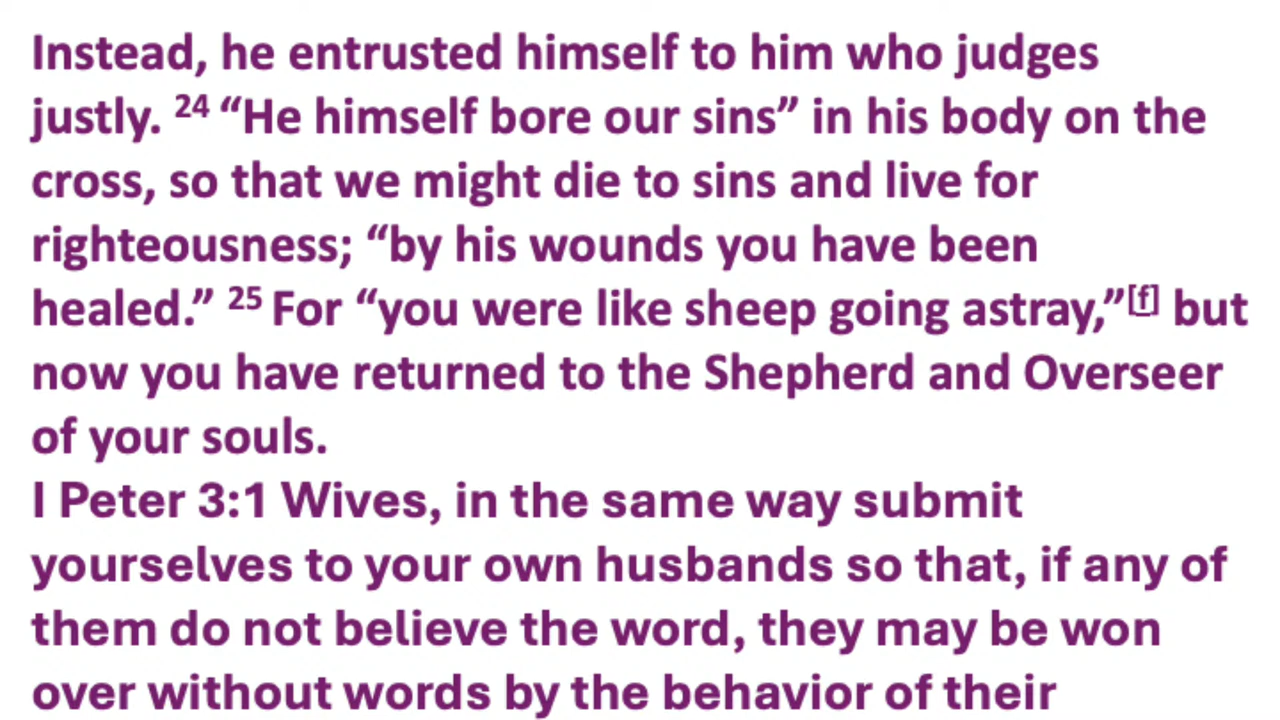 Instead, he entrusted himself to him who judges
justly. 24 “He himself bore our sins” in his body on the
cross, so that we might die to sins and live for
righteousness; “by his wounds you have been
healed.” 25 For “you were like sheep going astray,”[f] but
now you have returned to the Shepherd and Overseer
of your souls.
I Peter 3:1 Wives, in the same way submit
yourselves to your own husbands so that, if any of
them do not believe the word, they may be won
over without words by the behavior of their